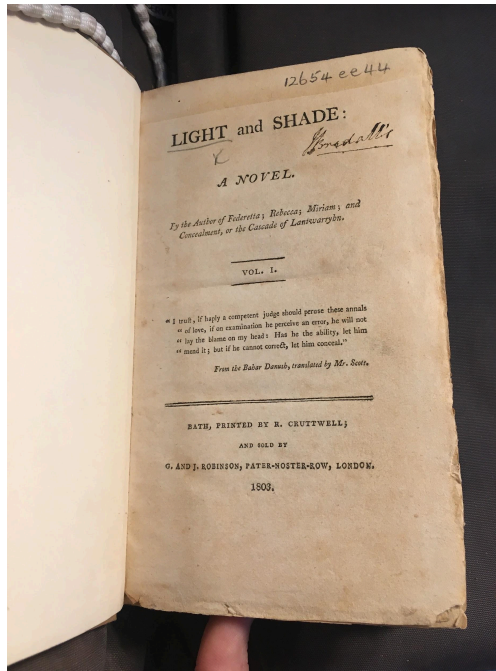 12654 ee 44
LIGHT and SHADE:
A NOVEL.
By the Author of Federetta; Rebecca; Miriam; and
Concealment, or the Cascade of Lantwarryhn.
VOL. I.
"I trust, if haply a competent judge should peruse these annals
" of love, if on examination he perceive an error, he will not
" lay the blame on my head: Has he the ability, let him
" mend it; but if he cannot correct, let him conceal."
From the Bahar Danush, translated by Mr. Scott.
BATH, PRINTED BY R. CRUTTWELL;
AND SOLD BY
G. AND J. ROBINSON, PATER-NOSTER-ROW, LONDON.
1803.